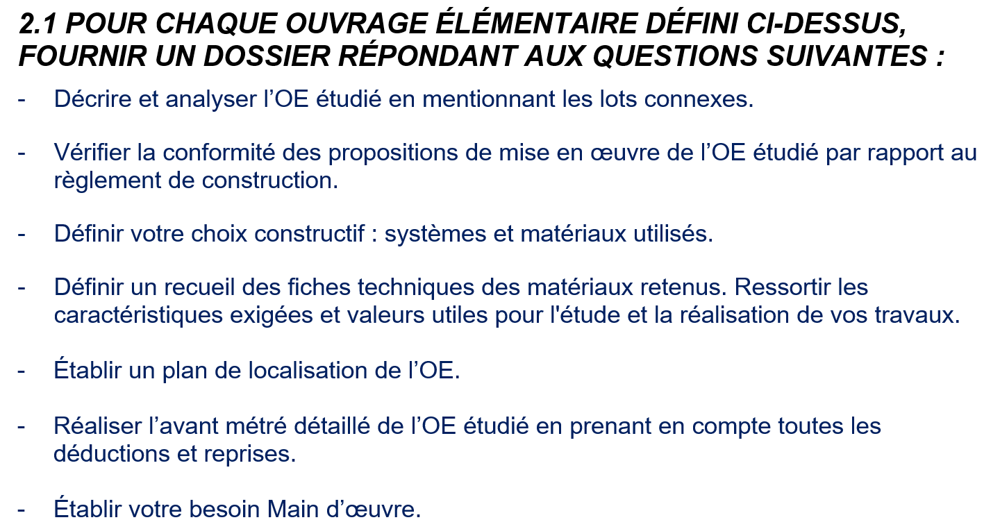 2.1 POUR CHAQUE OUVRAGE ÉLÉMENTAIRE DÉFINI CI-DESSUS,
FOURNIR UN DOSSIER RÉPONDANT AUX QUESTIONS SUIVANTES :
- Décrire et analyser l’OE étudié en mentionnant les lots connexes.
- Vérifier la conformité des propositions de mise en œuvre de l’OE étudié par rapport au
règlement de construction.
- Définir votre choix constructif : systèmes et matériaux utilisés.
- Définir un recueil des fiches techniques des matériaux retenus. Ressortir les
caractéristiques exigées et valeurs utiles pour l'étude et la réalisation de vos travaux.
- Établir un plan de localisation de l’OE.
- Réaliser l’avant métré détaillé de l’OE étudié en prenant en compte toutes les
déductions et reprises.
- Établir votre besoin Main d’œuvre.